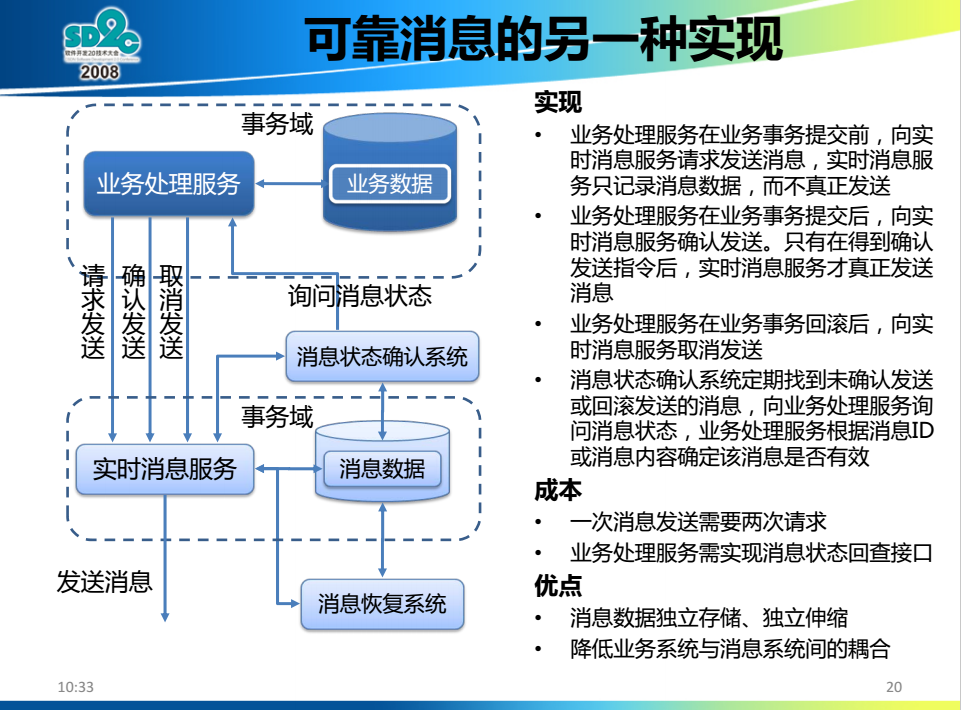 SD2C
软件开发2.0技术大会
2008
可靠消息的另一种实现
事务域
业务处理服务
业务数据
请求发送
确认发送
取消发送
询问消息状态
消息状态确认系统
事务域
实时消息服务
消息数据
发送消息
消息恢复系统
实现
• 业务处理服务在业务事务提交前，向实
时消息服务请求发送消息，实时消息服
务只记录消息数据，而不真正发送
• 业务处理服务在业务事务提交后，向实
时消息服务确认发送。只有在得到确认
发送指令后，实时消息服务才真正发送
消息
• 业务处理服务在业务事务回滚后，向实
时消息服务取消发送
• 消息状态确认系统定期找到未确认发送
或回滚发送的消息，向业务处理服务询
问消息状态，业务处理服务根据消息ID
或消息内容确定该消息是否有效
成本
• 一次消息发送需要两次请求
• 业务处理服务需实现消息状态回查接口
优点
• 消息数据独立存储、独立伸缩
• 降低业务系统与消息系统间的耦合
10:33
20